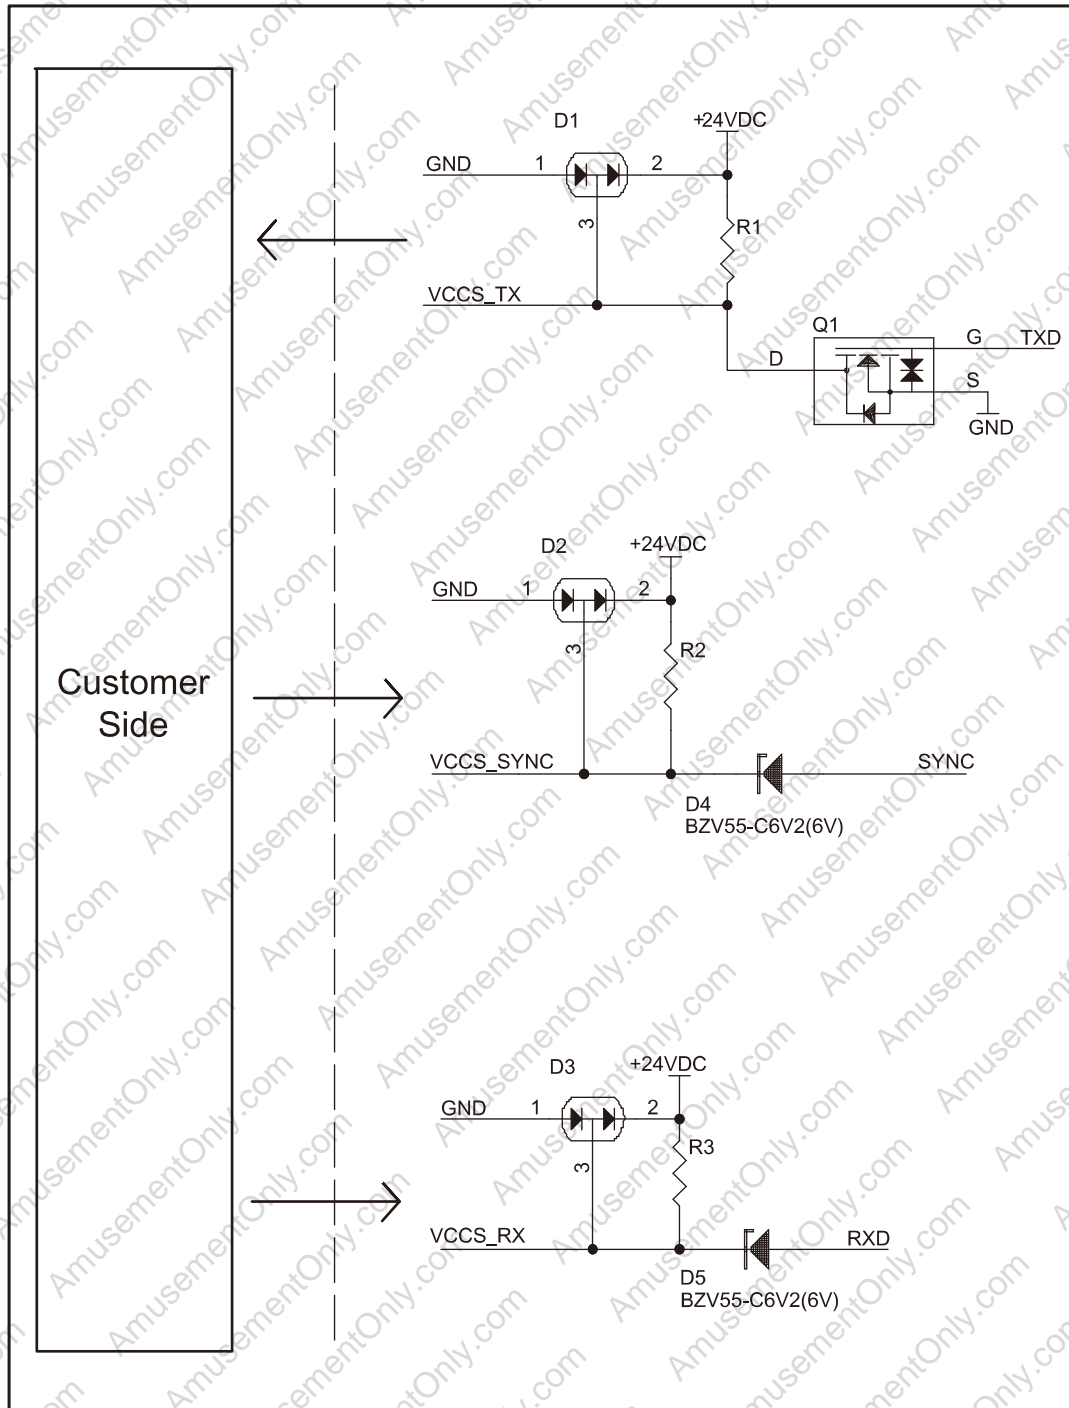 D1
+24VDC
GND
1
2
3
R1
VCCS_TX
Q1
D
G
TXD
S
GND
D2
+24VDC
GND
1
2
3
R2
Customer
Side
VCCS_SYNC
SYNC
D4
BZV55-C6V2(6V)
D3
+24VDC
GND
1
2
3
R3
VCCS_RX
RXD
D5
BZV55-C6V2(6V)
AmusementOnly.com